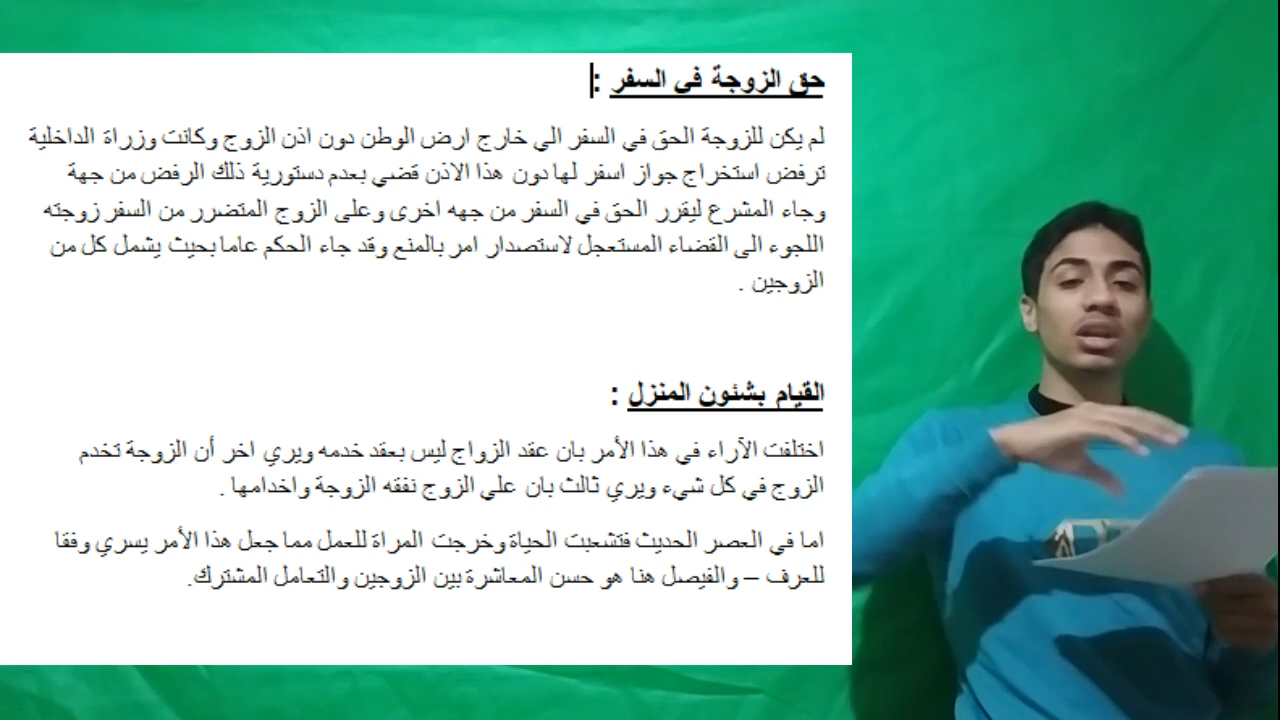 حق الزوجة في السفر :
لم يكن للزوجة الحق في السفر الي خارج ارض الوطن دون اذن الزوج وكانت وزراة الداخلية
ترفض استخراج جواز اسفر لها دون هذا الاذن قضي بعدم دستورية ذلك الرفض من جهة
وجاء المشرع ليقرر الحق في السفر من جهه اخرى وعلى الزوج المتضرر من السفر زوجته
اللجوء الى القضاء المستعجل لاستصدار امر بالمنع وقد جاء الحكم عاما بحيث يشمل كل من
الزوجين .
القيام بشئون المنزل :
اختلفت الآراء في هذا الأمر بان عقد الزواج ليس بعقد خدمه ويري اخر أن الزوجة تخدم
الزوج في كل شيء ويري ثالث بان علي الزوج نفقه الزوجة واخدامها .
اما في العصر الحديث فتشعبت الحياة وخرجت المراة للعمل مما جعل هذا الأمر يسري وفقا
للعرف – والفيصل هنا هو حسن المعاشرة بين الزوجين والتعامل المشترك.